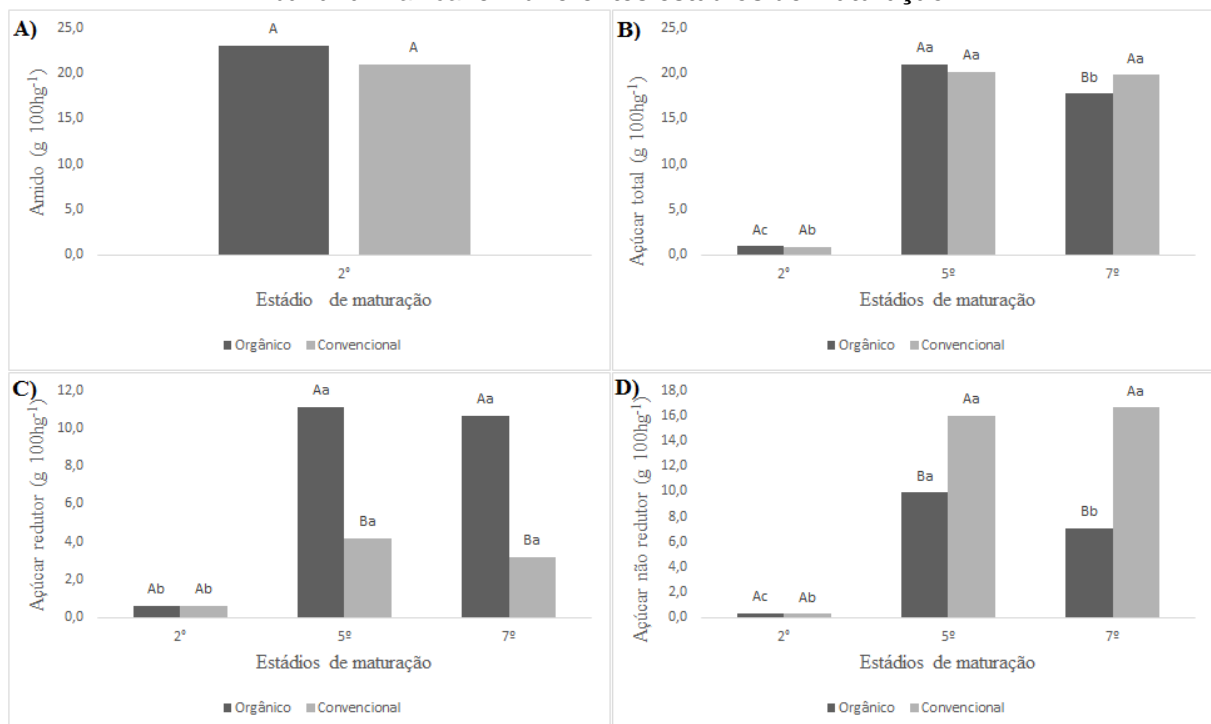 em diferentes estádios de maturação
A)
25,0
20,0
15,0
10,0
5,0
0,0
Amido (g 100hg⁻¹)
A
A
2°
Estádio de maturação
Orgânico Convencional
B)
25,0
20,0
15,0
10,0
5,0
0,0
Açúcar total (g 100hg⁻¹)
Ac Ab
Aa Aa
Bb Aa
2° 5º 7º
Estádios de maturação
Orgânico Convencional
C)
12,0
10,0
8,0
6,0
4,0
2,0
0,0
Açúcar redutor (g 100hg⁻¹)
Ab Ab
Aa Ba
Aa Ba
2° 5º 7º
Estádios de maturação
Orgânico Convencional
D)
18,0
16,0
14,0
12,0
10,0
8,0
6,0
4,0
2,0
0,0
Açúcar não redutor (g 100hg⁻¹)
Ac Ab
Ba Aa
Bb Aa
2° 5º 7º
Estádios de maturação
Orgânico Convencional